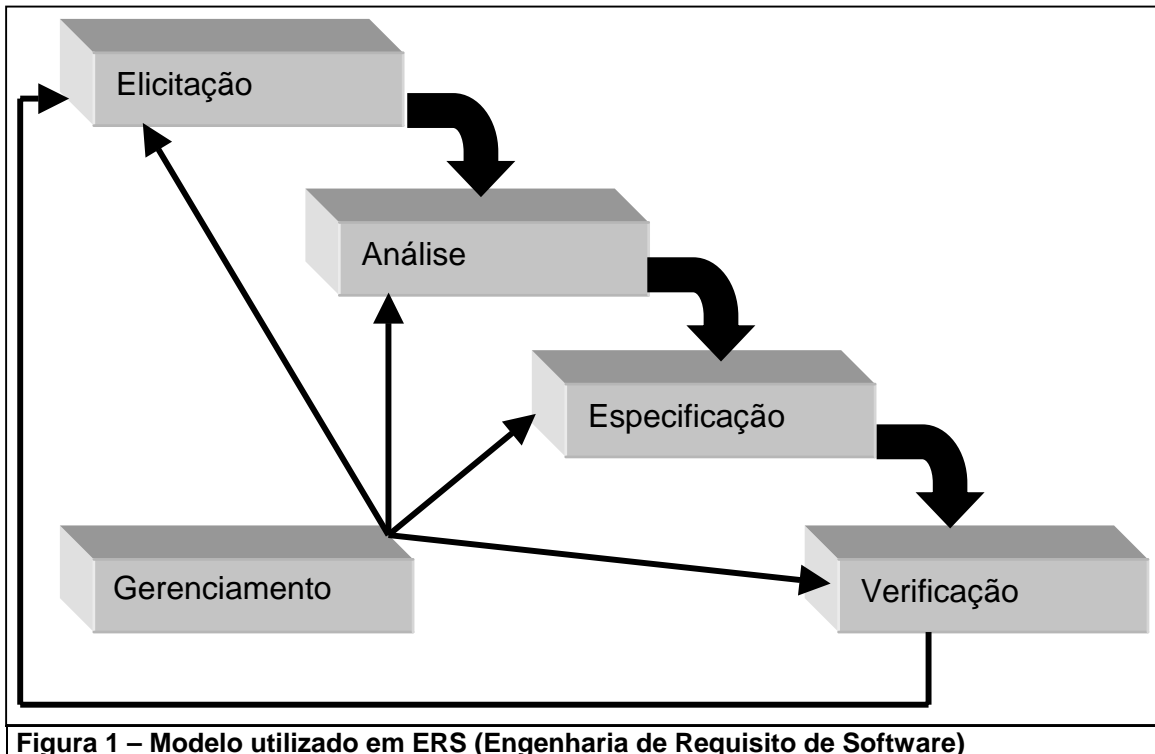 Elicitação
Análise
Especificação
Gerenciamento
Verificação
Figura 1 – Modelo utilizado em ERS (Engenharia de Requisito de Software)